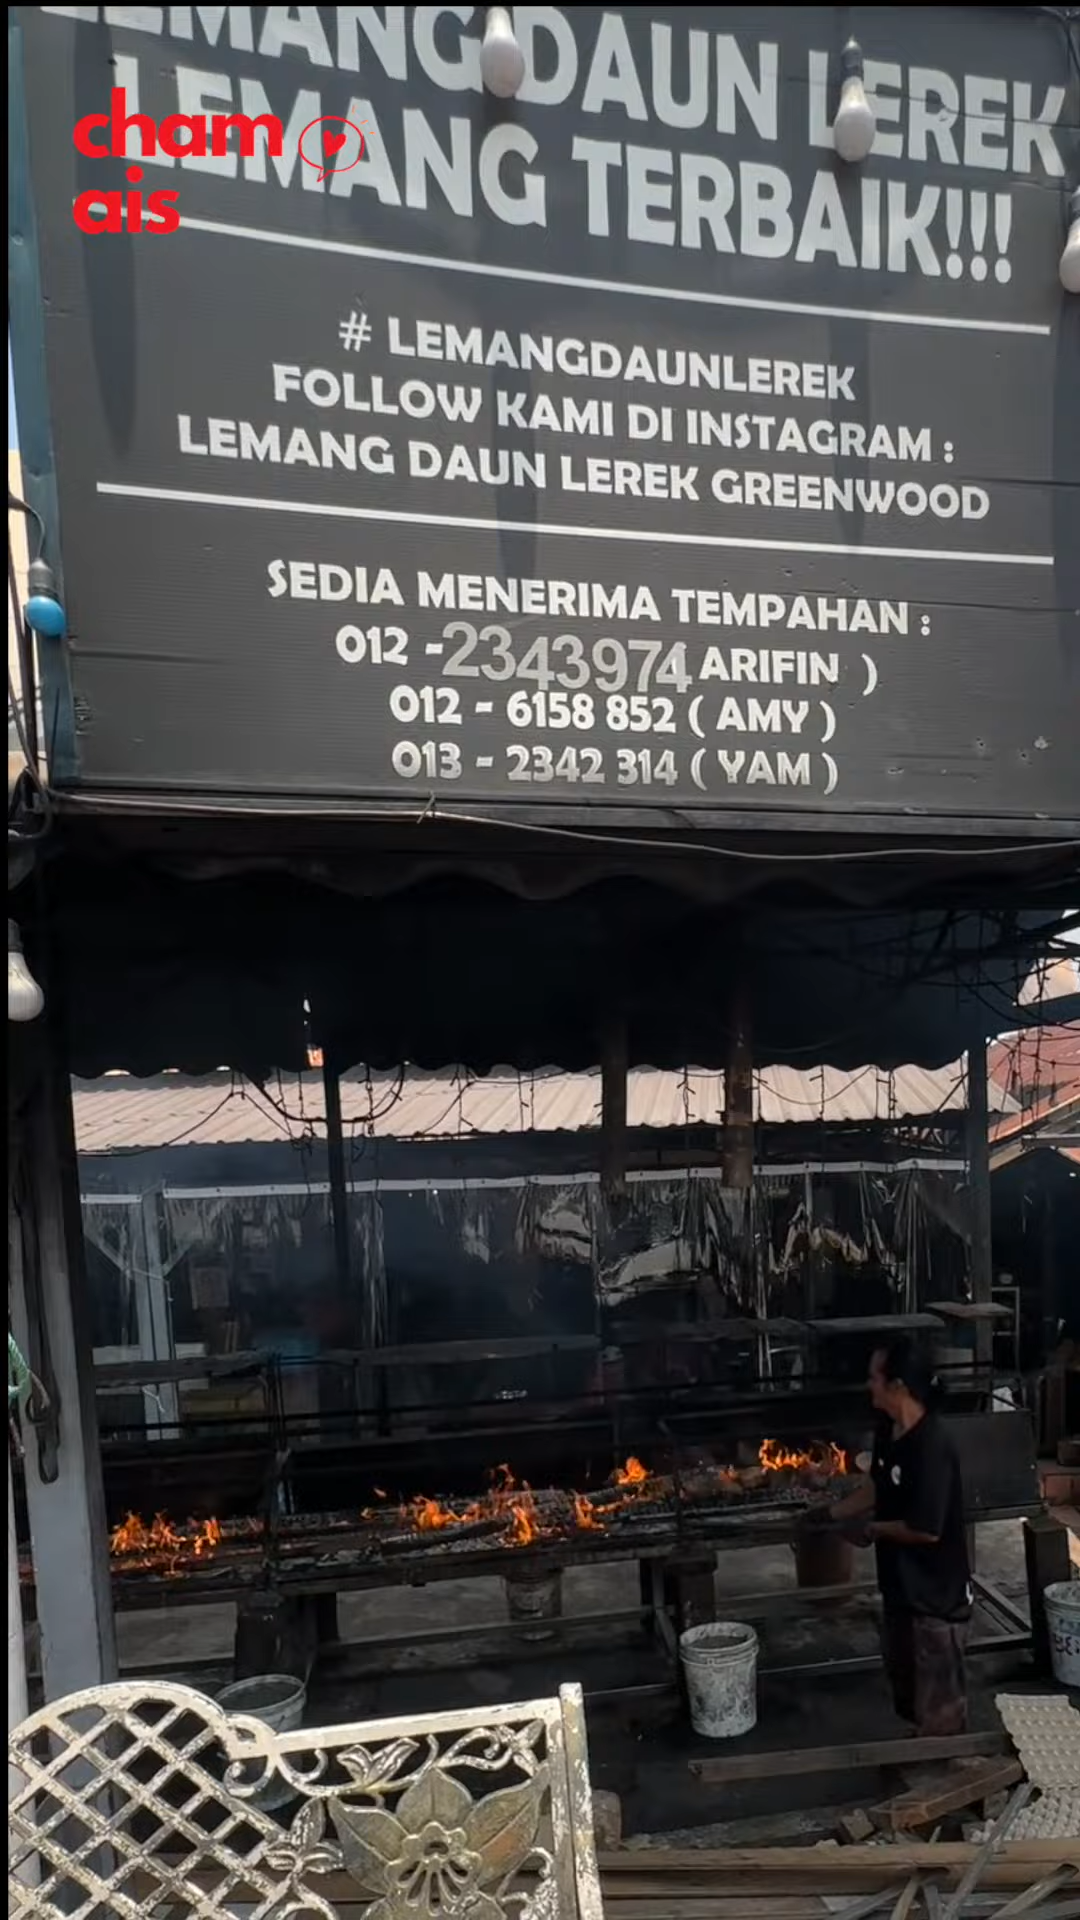 LEMANG DAUN LEREK
LEMANG TERBAIK!!!
cham
ais
# LEMANGDAUNLEREK
FOLLOW KAMI DI INSTAGRAM :
LEMANG DAUN LEREK GREENWOOD
SEDIA MENERIMA TEMPAHAN :
012 -2343974 ARIFIN )
012 - 6158 852 ( AMY )
013 - 2342 314 ( YAM )